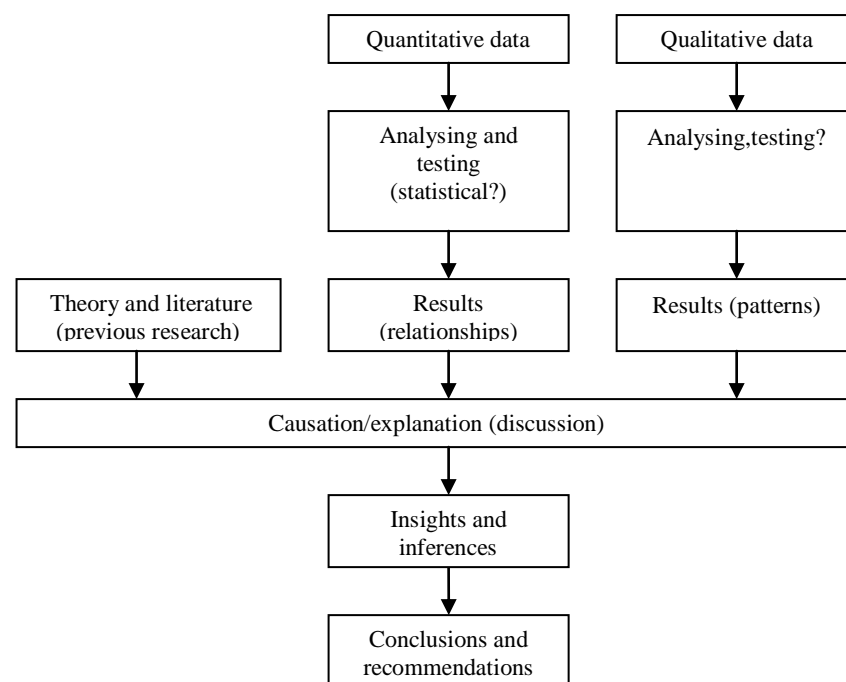 Quantitative data
Qualitative data
Analysing and
testing
(statistical?)
Analysing,testing?
Theory and literature
(previous research)
Results
(relationships)
Results (patterns)
Causation/explanation (discussion)
Insights and
inferences
Conclusions and
recommendations